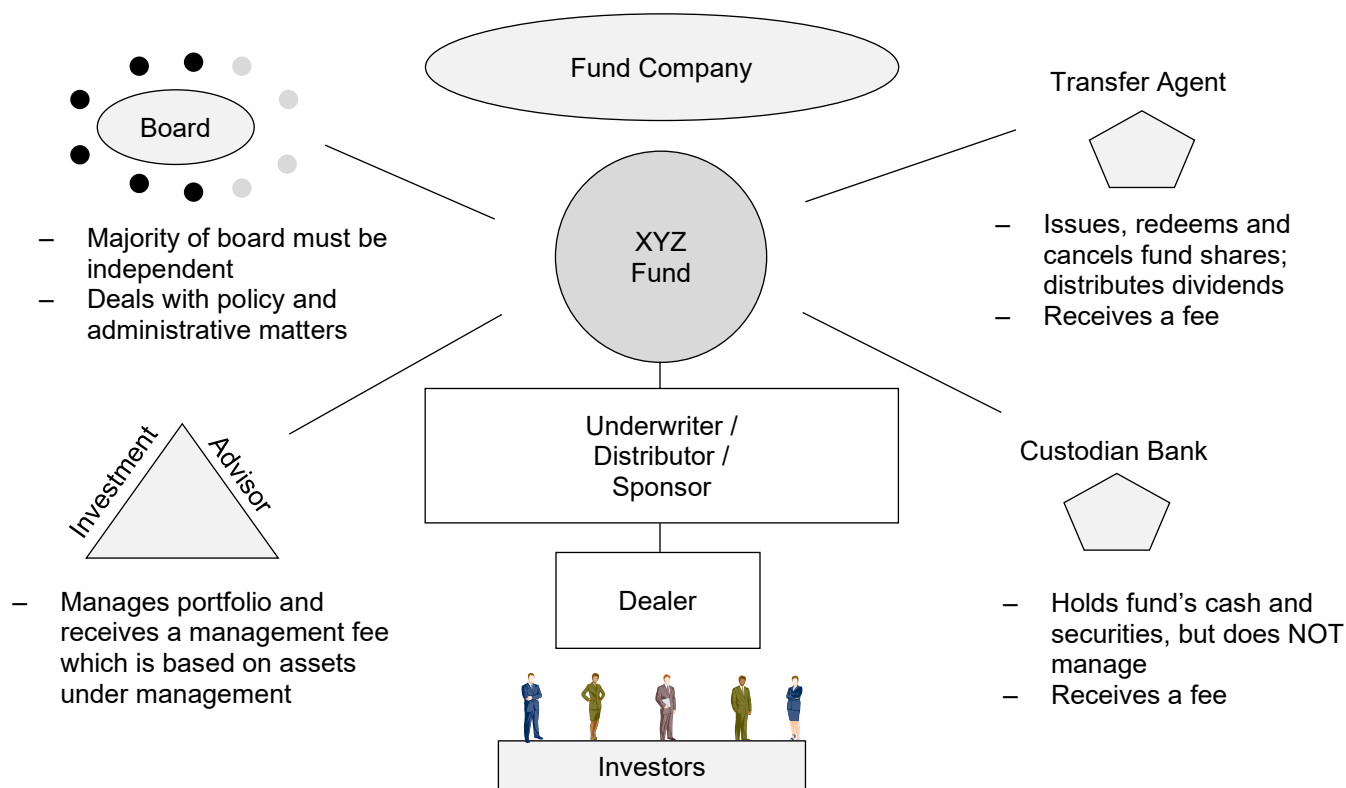 Fund Company
Board
– Majority of board must be
independent
– Deals with policy and
administrative matters
Transfer Agent
– Issues, redeems and
cancels fund shares;
distributes dividends
– Receives a fee
XYZ
Fund
Investment
Advisor
– Manages portfolio and
receives a management fee
which is based on assets
under management
Underwriter /
Distributor /
Sponsor
Dealer
Investors
Custodian Bank
– Holds fund’s cash and
securities, but does NOT
manage
– Receives a fee